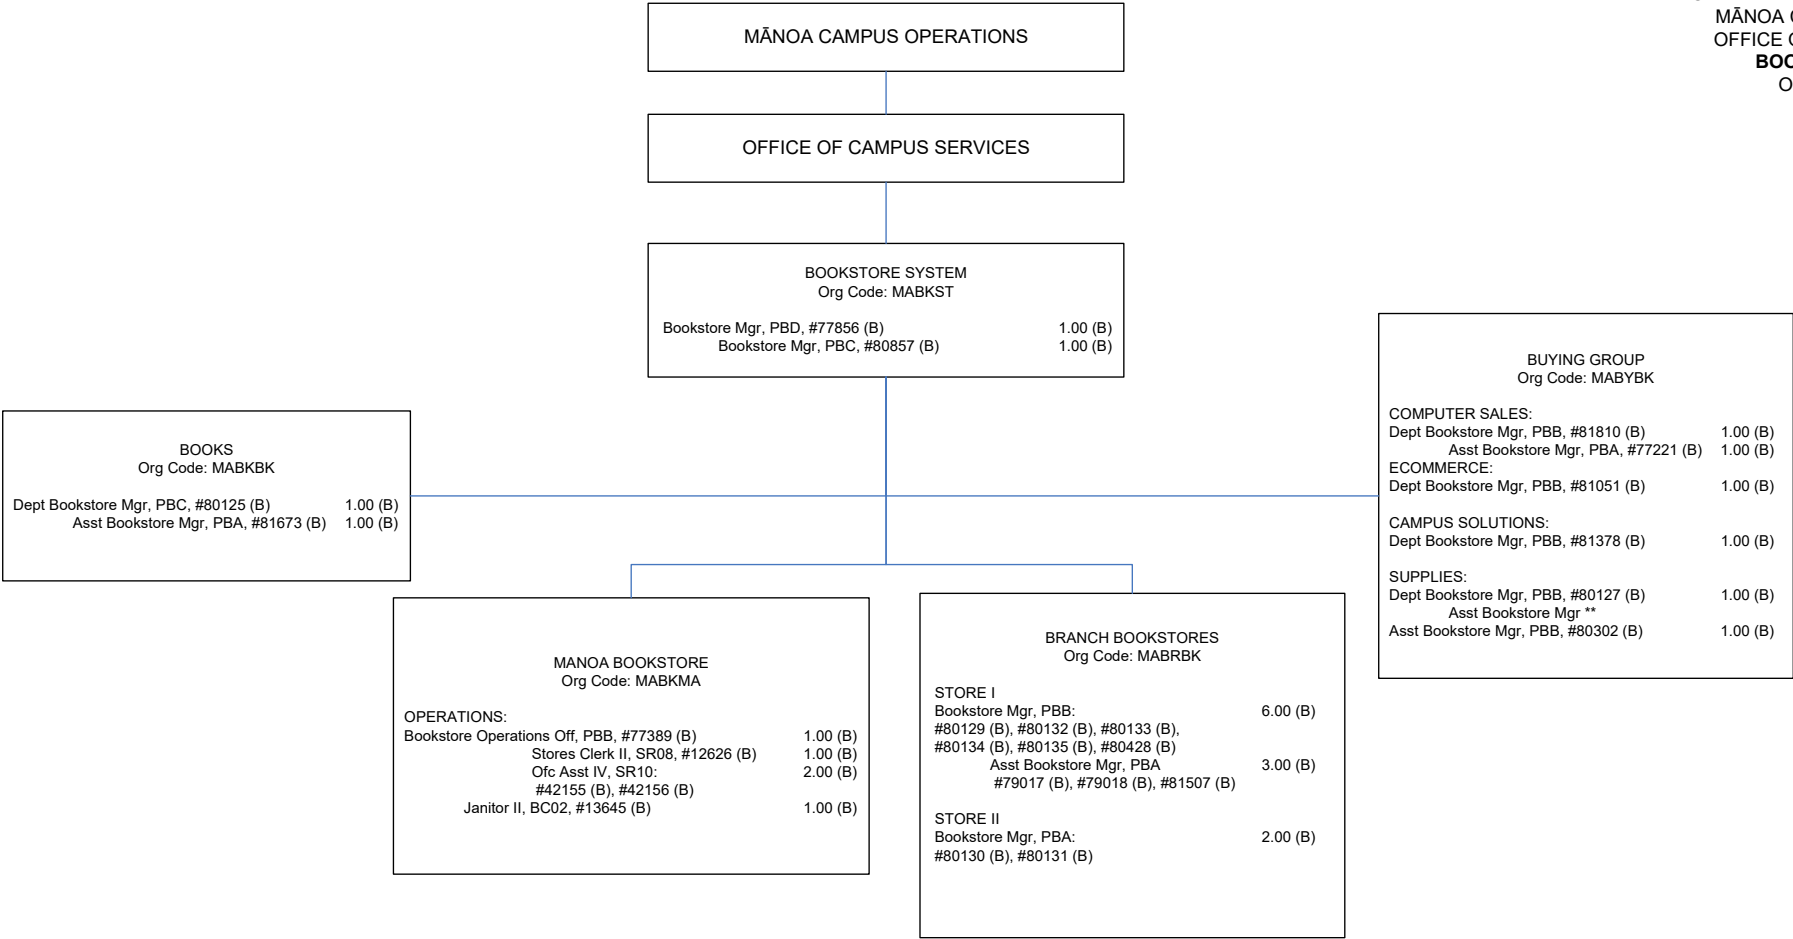 MĀNOA CAMPUS OPERATIONS
MĀNOA
OFFICE
OFFICE OF CAMPUS SERVICES
BOOKSTORE SYSTEM
Org Code: MABKST
Bookstore Mgr, PBD, #77856 (B) 1.00 (B)
Bookstore Mgr, PBC, #80857 (B) 1.00 (B)
BOOKS
Org Code: MABKBK
Dept Bookstore Mgr, PBC, #80125 (B) 1.00 (B)
Asst Bookstore Mgr, PBA, #81673 (B) 1.00 (B)
BUYING GROUP
Org Code: MABYBK
COMPUTER SALES:
Dept Bookstore Mgr, PBB, #81810 (B) 1.00 (B)
Asst Bookstore Mgr, PBA, #77221 (B) 1.00 (B)
ECOMMERCE:
Dept Bookstore Mgr, PBB, #81051 (B) 1.00 (B)
CAMPUS SOLUTIONS:
Dept Bookstore Mgr, PBB, #81378 (B) 1.00 (B)
SUPPLIES:
Dept Bookstore Mgr, PBB, #80127 (B) 1.00 (B)
Asst Bookstore Mgr **
Asst Bookstore Mgr, PBB, #80302 (B) 1.00 (B)
MANOA BOOKSTORE
Org Code: MABKMA
OPERATIONS:
Bookstore Operations Off, PBB, #77389 (B) 1.00 (B)
Stores Clerk II, SR08, #12626 (B) 1.00 (B)
Ofc Asst IV, SR10: 2.00 (B)
#42155 (B), #42156 (B)
Janitor II, BC02, #13645 (B) 1.00 (B)
BRANCH BOOKSTORES
Org Code: MABRBK
STORE I
Bookstore Mgr, PBB: 6.00 (B)
#80129 (B), #80132 (B), #80133 (B),
#80134 (B), #80135 (B), #80428 (B)
Asst Bookstore Mgr, PBA 3.00 (B)
#79017 (B), #79018 (B), #81507 (B)
STORE II
Bookstore Mgr, PBA: 2.00 (B)
#80130 (B), #80131 (B)